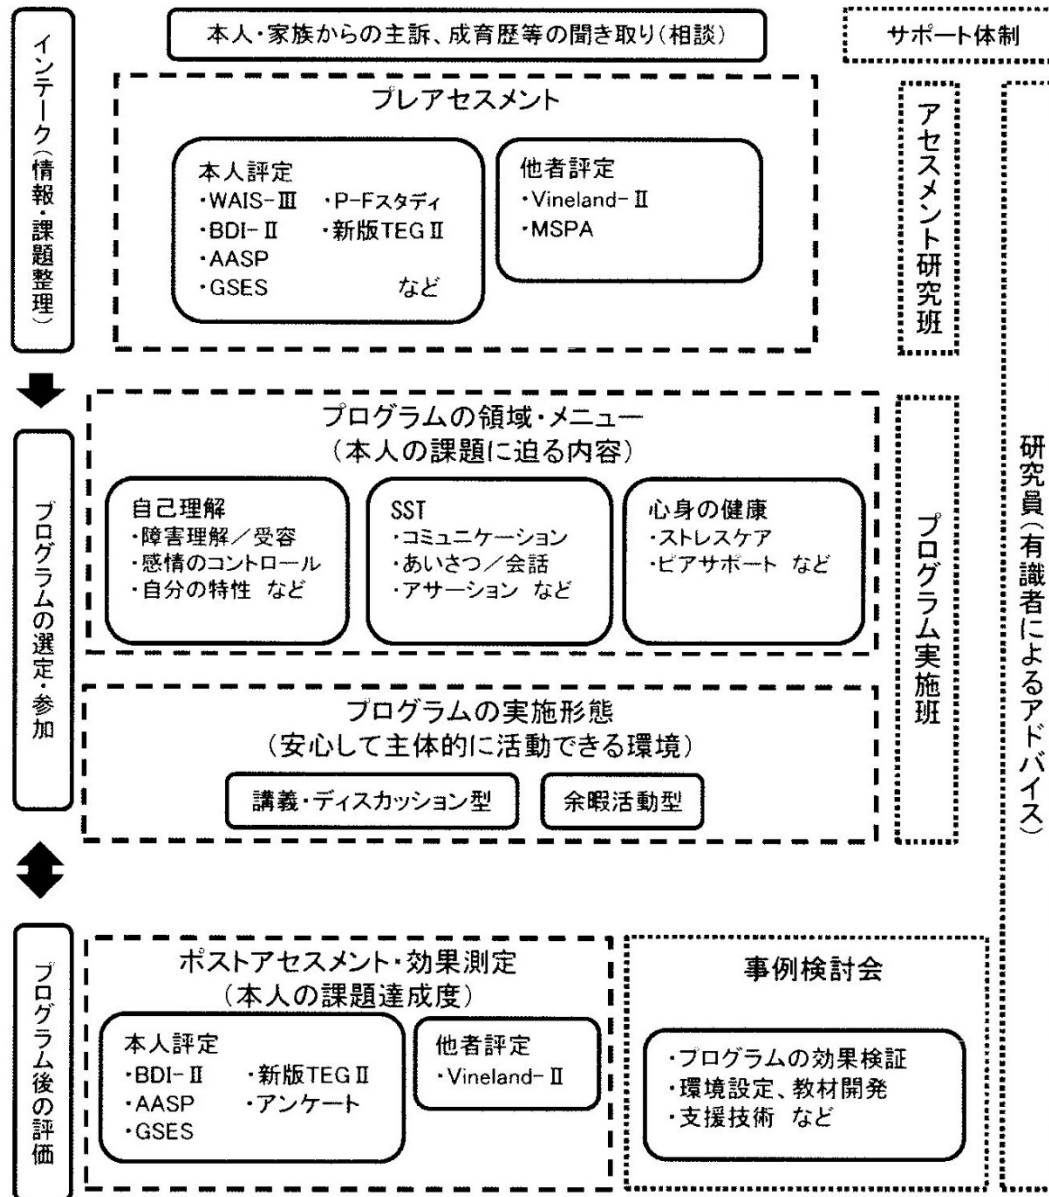 インテーク(情報・課題整理)
本人・家族からの主訴、成育歴等の聞き取り(相談)
サポート体制
プレアセスメント
本人評定
・WAIS-Ⅲ ・P-Fスタディ
・BDI-Ⅱ ・新版TEGⅡ
・AASP
・GSES など
他者評定
・Vineland-Ⅱ
・MSPA
アセスメント研究班
プログラムの選定・参加
プログラムの領域・メニュー
(本人の課題に迫る内容)
自己理解
・障害理解/受容
・感情のコントロール
・自分の特性 など
SST
・コミュニケーション
・あいさつ/会話
・アサーション など
心身の健康
・ストレスケア
・ピアサポート など
プログラムの実施形態
(安心して主体的に活動できる環境)
講義・ディスカッション型
余暇活動型
プログラム実施班
研究員(有識者によるアドバイス)
プログラム後の評価
ポストアセスメント・効果測定
(本人の課題達成度)
本人評定
・BDI-Ⅱ ・新版TEGⅡ
・AASP ・アンケート
・GSES
他者評定
・Vineland-Ⅱ
事例検討会
・プログラムの効果検証
・環境設定、教材開発
・支援技術 など